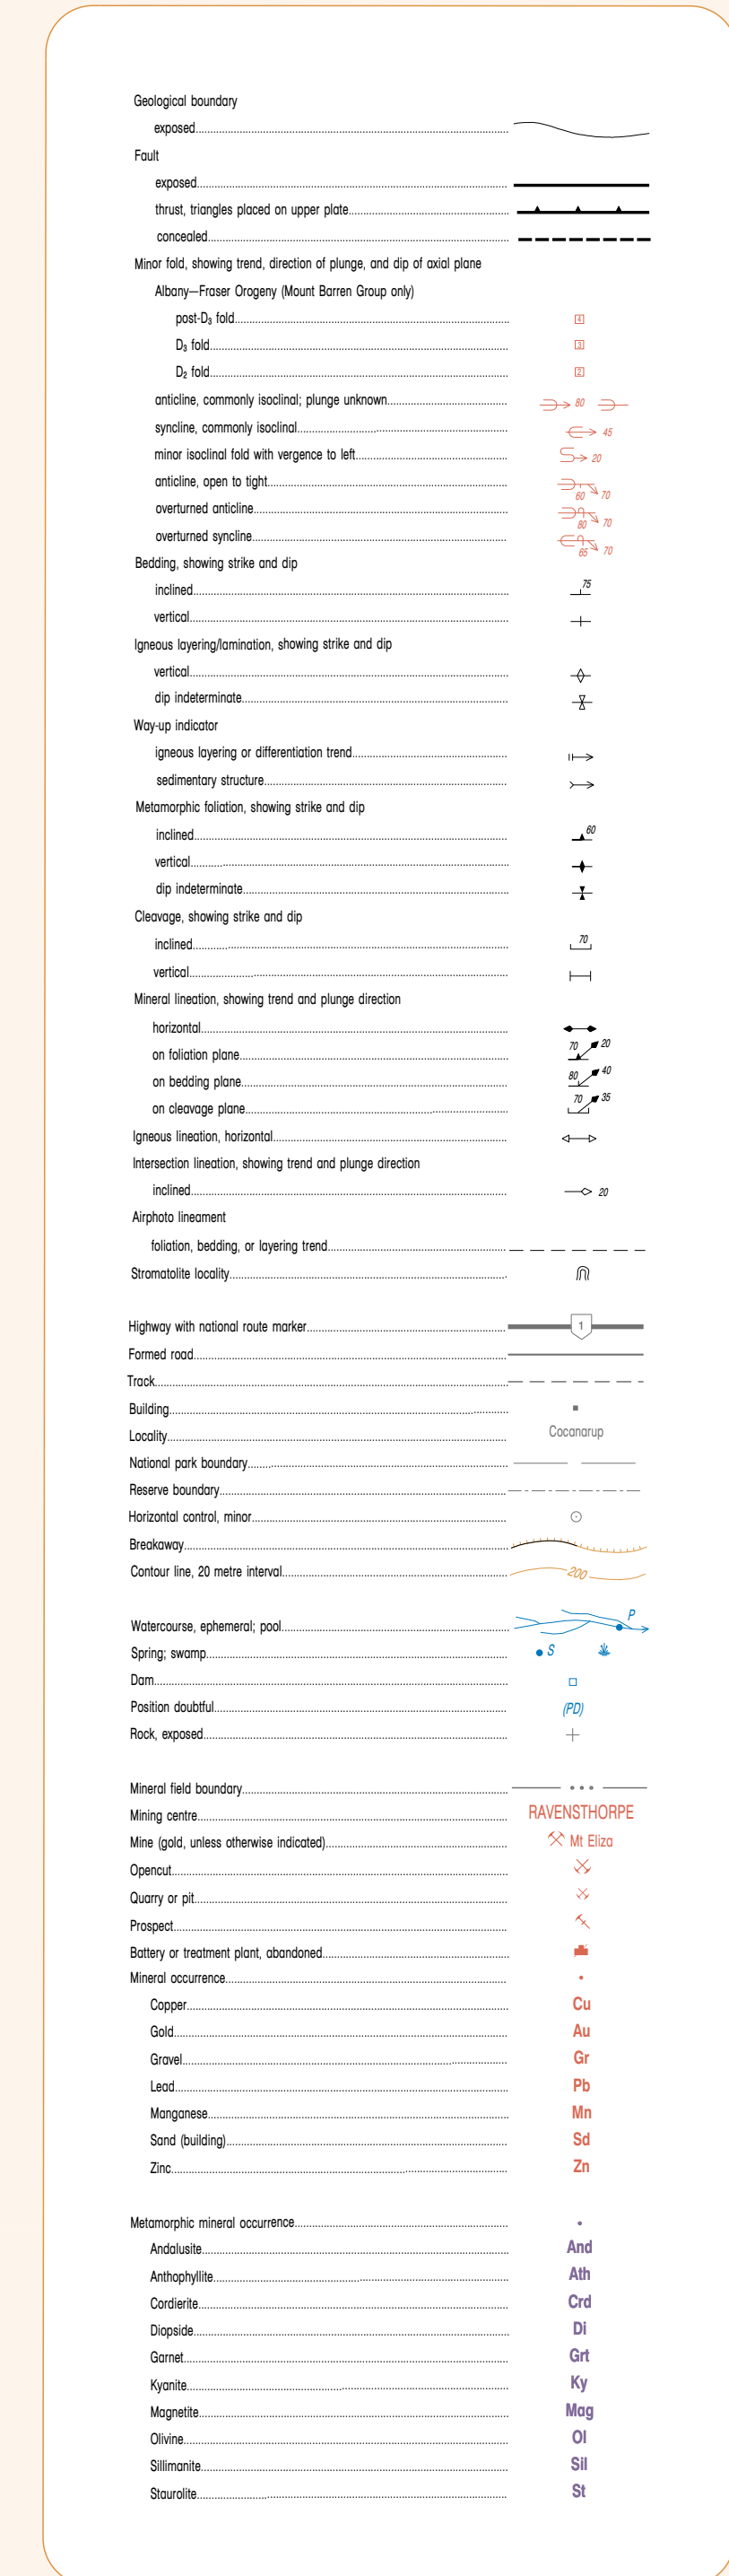 Geological boundary
exposed
Fault
exposed
thrust, triangles placed on upper plate
concealed
Minor fold, showing trend, direction of plunge, and dip of axial plane
Albany—Fraser Orogeny (Mount Barren Group only)
post-D₃ fold 4
D₃ fold 3
D₂ fold 2
anticline, commonly isoclinal; plunge unknown 80
syncline, commonly isoclinal 45
minor isoclinal fold with vergence to left 20
anticline, open to tight 60 70
overturned anticline 80 70
overturned syncline 65 70
Bedding, showing strike and dip
inclined 75
vertical
Igneous layering/lamination, showing strike and dip
vertical
dip indeterminate
Way-up indicator
igneous layering or differentiation trend
sedimentary structure
Metamorphic foliation, showing strike and dip
inclined 60
vertical
dip indeterminate
Cleavage, showing strike and dip
inclined 70
vertical
Mineral lineation, showing trend and plunge direction
horizontal
on foliation plane 70 20
on bedding plane 80 40
on cleavage plane 70 35
Igneous lineation, horizontal
Intersection lineation, showing trend and plunge direction
inclined 20
Airphoto lineament
foliation, bedding, or layering trend
Stromatolite locality
Highway with national route marker 1
Formed road
Track
Building
Locality Cocanarup
National park boundary
Reserve boundary
Horizontal control, minor
Breakaway
Contour line, 20 metre interval 200
Watercourse, ephemeral; pool P
Spring; swamp S
Dam
Position doubtful (PD)
Rock, exposed
Mineral field boundary
Mining centre RAVENSTHORPE
Mine (gold, unless otherwise indicated) Mt Eliza
Opencut
Quarry or pit
Prospect
Battery or treatment plant, abandoned
Mineral occurrence
Copper Cu
Gold Au
Gravel Gr
Lead Pb
Manganese Mn
Sand (building) Sd
Zinc Zn
Metamorphic mineral occurrence
Andalusite And
Anthophyllite Ath
Cordierite Crd
Diopside Di
Garnet Grt
Kyanite Ky
Magnetite Mag
Olivine Ol
Sillimanite Sil
Staurolite St